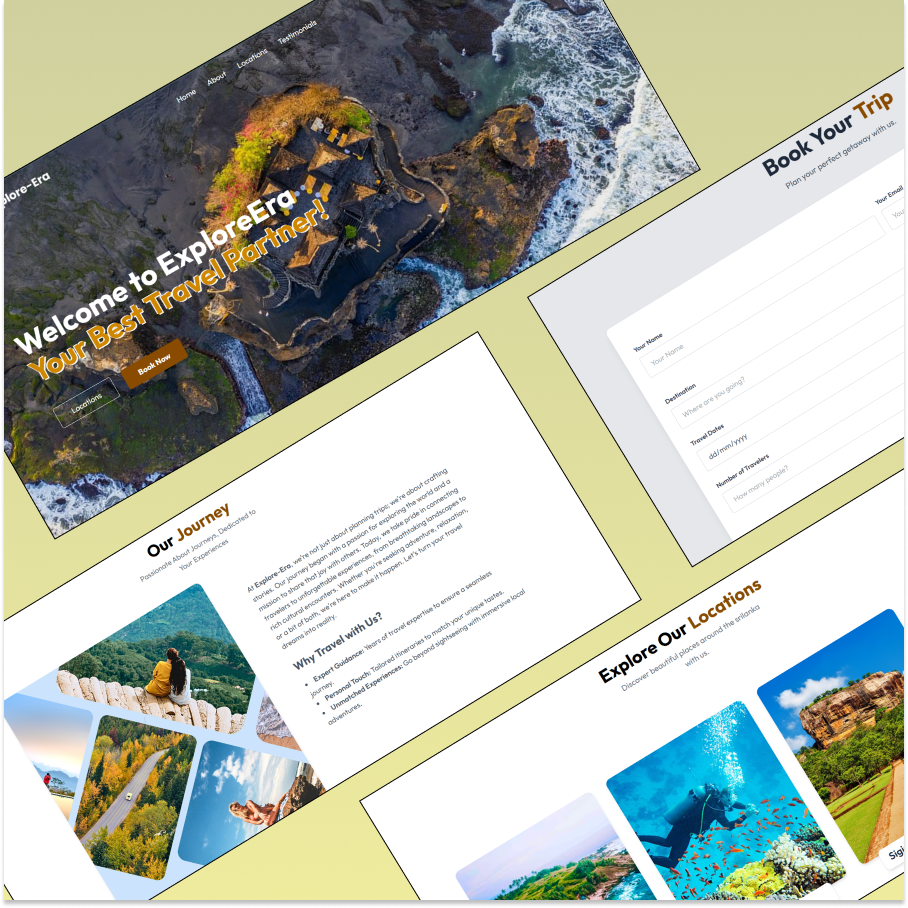 Home About Locations Testimonials
plore-Era
Welcome to ExploreEra
Your Best Travel Partner!
Locations Book Now
Book Your Trip
Plan your perfect getaway with us.
Your Name
Your Name
Your Email
You
Destination
Where are you going?
Travel Dates
dd/mm/yyyy
Number of Travelers
How many people?
Our Journey
Passionate About Journeys, Dedicated to
Your Experiences
At Explore-Era, we're not just about planning trips; we're about crafting
stories. Our journey began with a passion for exploring the world and a
mission to share that joy with others. Today, we take pride in connecting
travelers to unforgettable experiences, from breathtaking landscapes to
rich cultural encounters. Whether you're seeking adventure, relaxation,
or a bit of both, we're here to make it happen. Let's turn your travel
dreams into reality.
Why Travel with Us?
• Expert Guidance: Years of travel expertise to ensure a seamless
journey.
• Personal Touch: Tailored itineraries to match your unique tastes.
• Unmatched Experiences: Go beyond sightseeing with immersive local
adventures.
Explore Our Locations
Discover beautiful places around the srilanka
with us.
Sigi